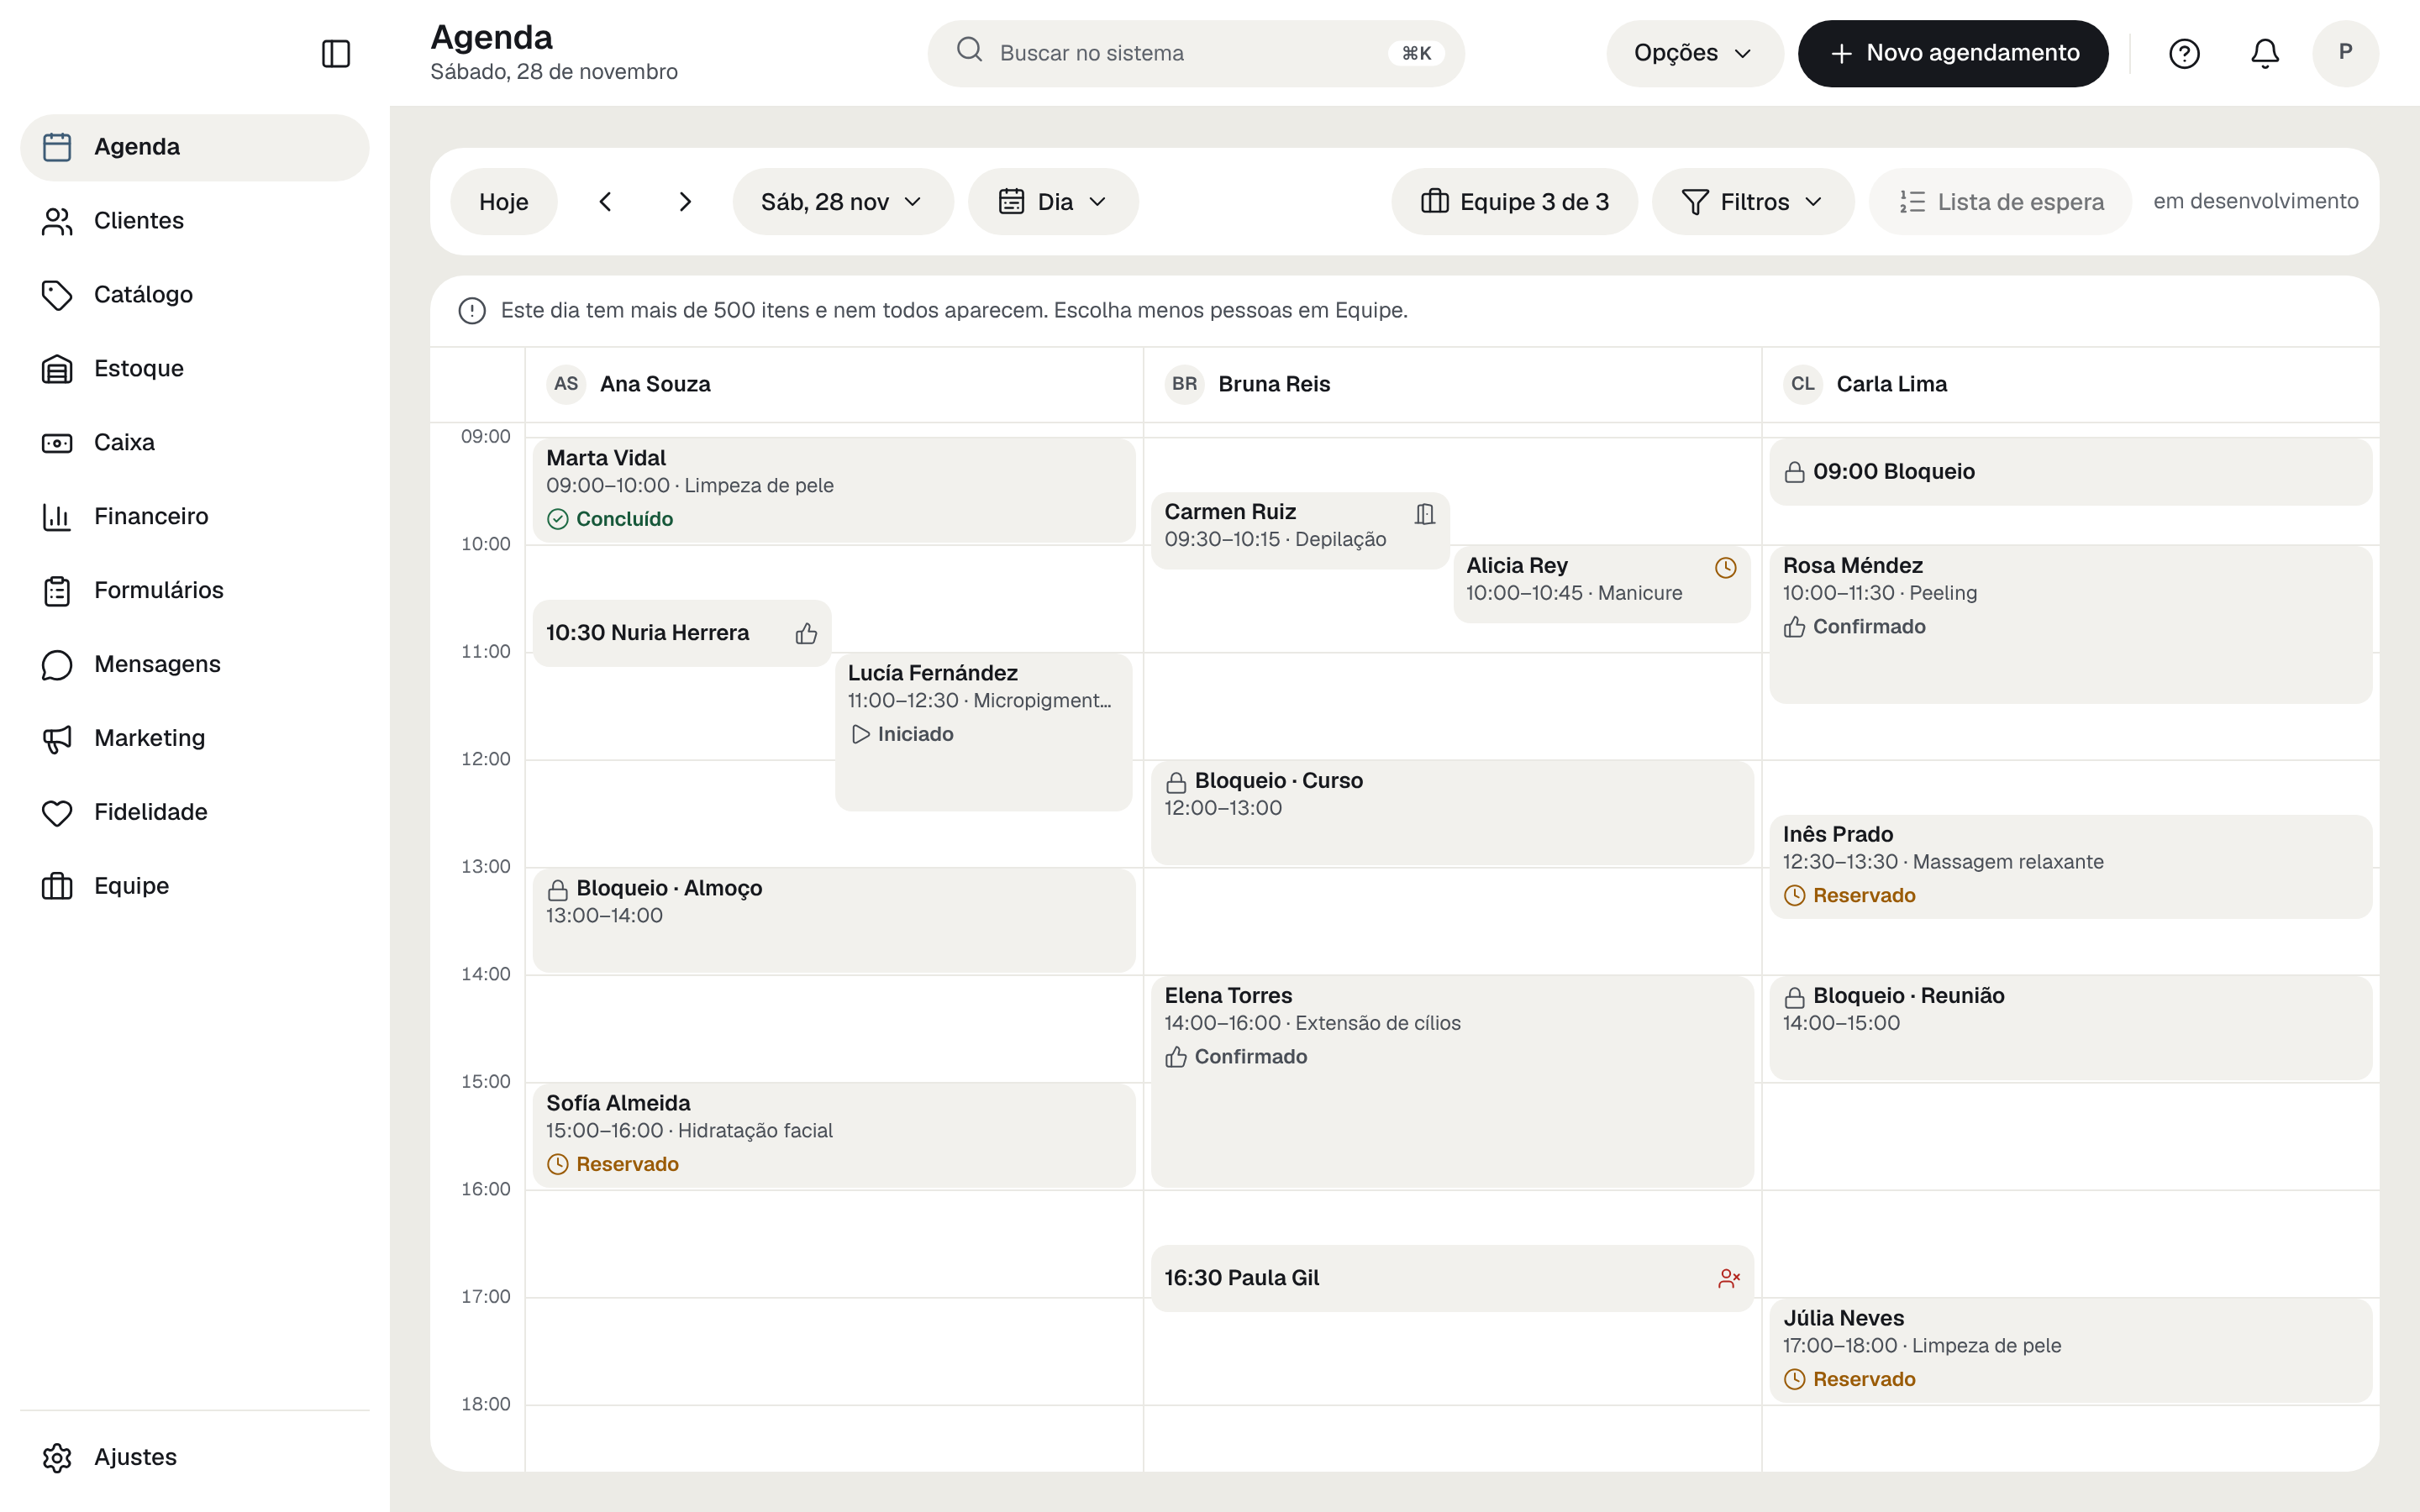 Agenda
Sábado, 28 de novembro
Buscar no sistema
⌘K
Opções
Novo agendamento
P
Agenda
Clientes
Catálogo
Estoque
Caixa
Financeiro
Formulários
Mensagens
Marketing
Fidelidade
Equipe
Ajustes
Hoje
Sáb, 28 nov
Dia
Equipe 3 de 3
Filtros
Lista de espera
em desenvolvimento
Este dia tem mais de 500 itens e nem todos aparecem. Escolha menos pessoas em Equipe.
AS Ana Souza
BR Bruna Reis
CL Carla Lima
09:00
10:00
11:00
12:00
13:00
14:00
15:00
16:00
17:00
18:00
Marta Vidal
09:00–10:00 · Limpeza de pele
Concluído
10:30 Nuria Herrera
Lucía Fernández
11:00–12:30 · Micropigment...
Iniciado
Bloqueio · Almoço
13:00–14:00
Sofía Almeida
15:00–16:00 · Hidratação facial
Reservado
Carmen Ruiz
09:30–10:15 · Depilação
Alicia Rey
10:00–10:45 · Manicure
Bloqueio · Curso
12:00–13:00
Elena Torres
14:00–16:00 · Extensão de cílios
Confirmado
16:30 Paula Gil
09:00 Bloqueio
Rosa Méndez
10:00–11:30 · Peeling
Confirmado
Inês Prado
12:30–13:30 · Massagem relaxante
Reservado
Bloqueio · Reunião
14:00–15:00
Júlia Neves
17:00–18:00 · Limpeza de pele
Reservado